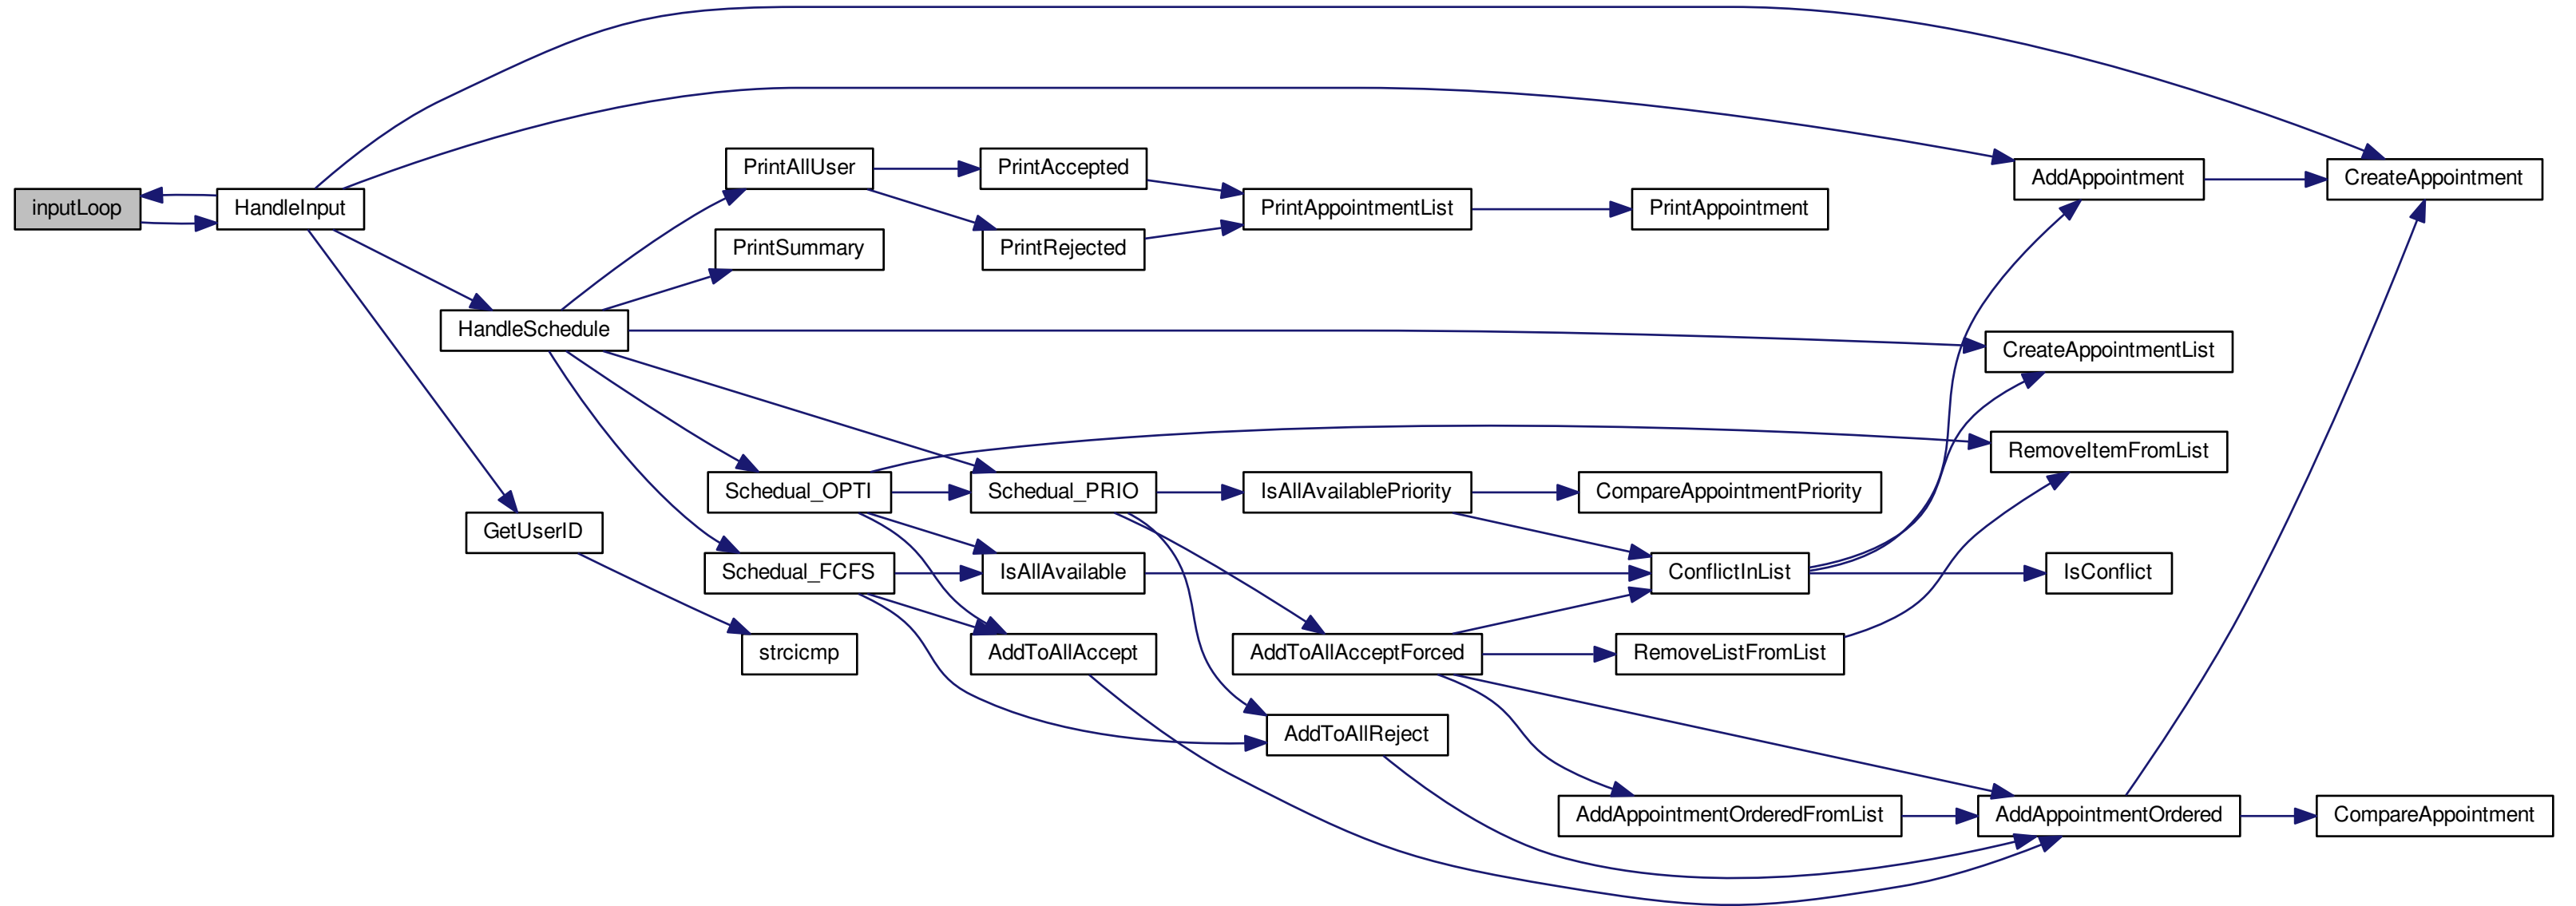 inputLoop
HandleInput
HandleSchedule
GetUserID
PrintAllUser
PrintSummary
Schedual_OPTI
Schedual_FCFS
strcicmp
PrintAccepted
PrintRejected
Schedual_PRIO
IsAllAvailable
AddToAllAccept
PrintAppointmentList
IsAllAvailablePriority
AddToAllAcceptForced
AddToAllReject
PrintAppointment
CompareAppointmentPriority
ConflictInList
RemoveListFromList
AddAppointmentOrderedFromList
AddAppointment
CreateAppointmentList
RemoveItemFromList
IsConflict
AddAppointmentOrdered
CreateAppointment
CompareAppointment